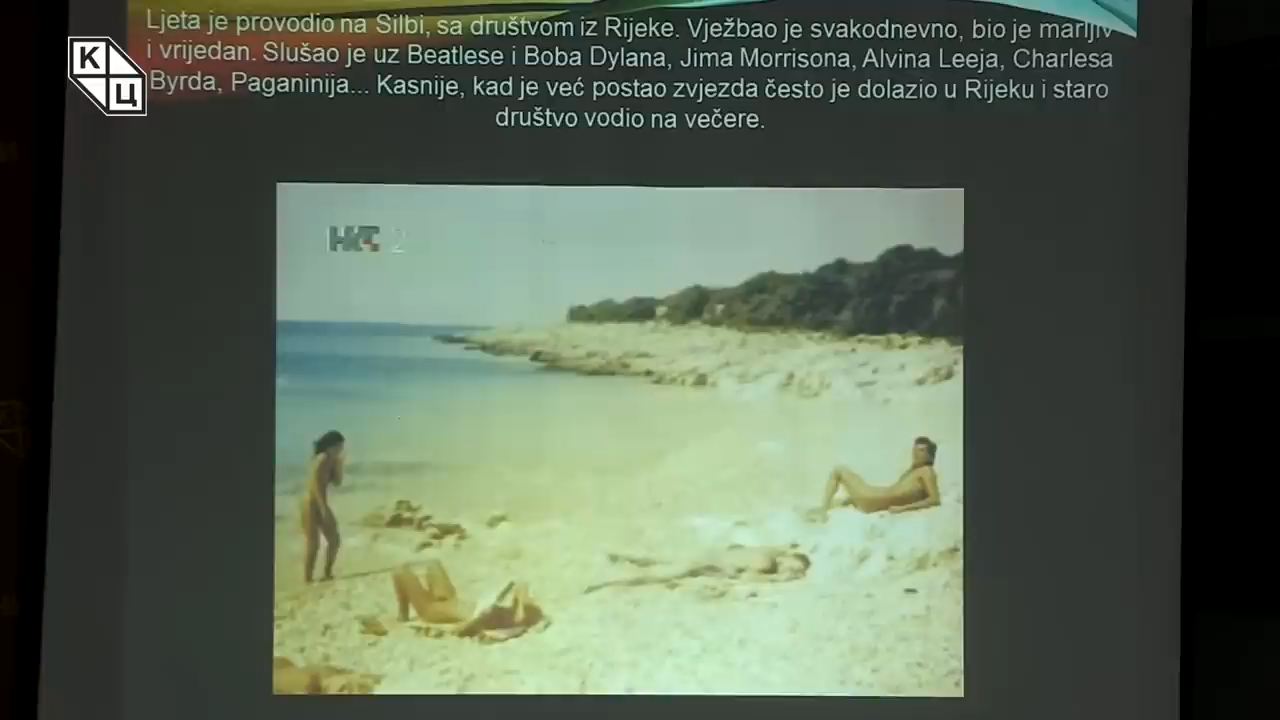 Ljeta je provodio na Silbi, sa društvom iz Rijeke. Vježbao je svakodnevno, bio je marljiv
i vrijedan. Slušao je uz Beatlese i Boba Dylana, Jima Morrisona, Alvina Leeja, Charlesa
Byrda, Paganinija... Kasnije, kad je već postao zvjezda često je dolazio u Rijeku i staro
društvo vodio na večere.
К
Ц
HRT 2